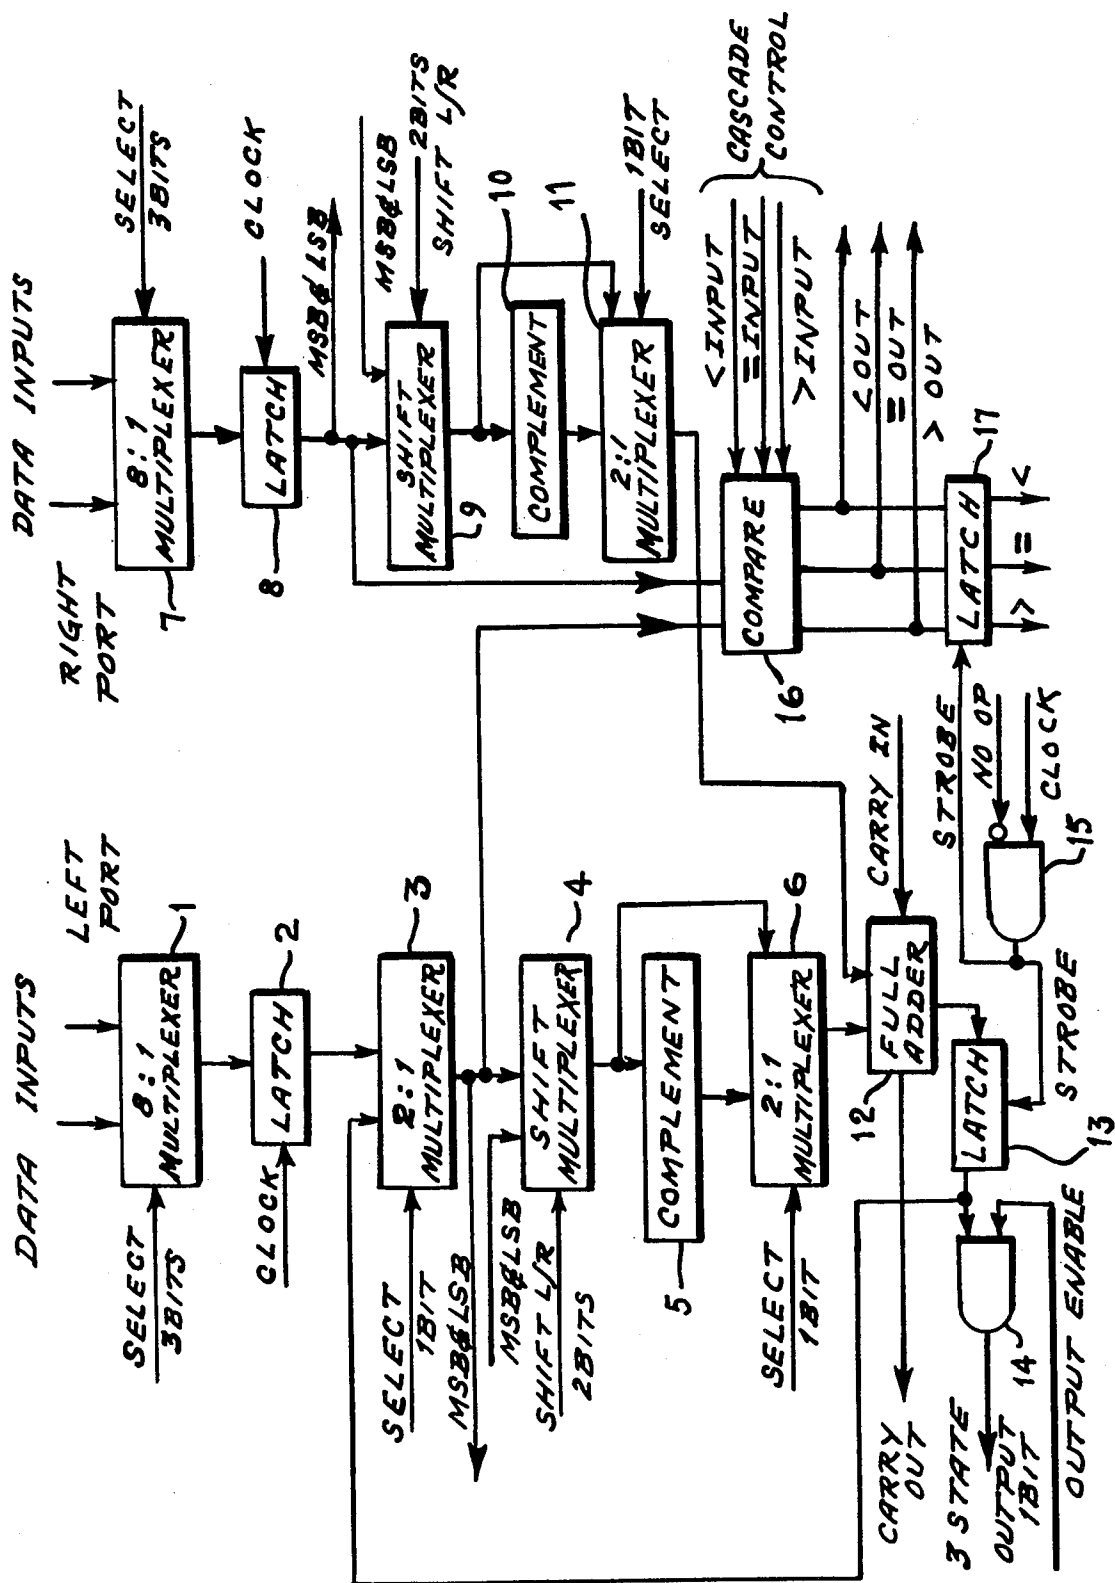 DATA INPUTS
LEFT
PORT
8:1
MULTIPLEXER
1
SELECT
3BITS
LATCH
2
CLOCK
2:1
MULTIPLEXER
3
SELECT
1BIT
MSB&LSB
MSB&LSB
SHIFT
MULTIPLEXER
4
SHIFT L/R
2BITS
COMPLEMENT
5
2:1
MULTIPLEXER
6
SELECT
1BIT
FULL
ADDER
12
CARRY IN
CARRY
OUT
LATCH
13
STROBE
3 STATE
OUTPUT
1BIT
14
OUTPUT ENABLE
STROBE
NO OP
CLOCK
15
DATA INPUTS
RIGHT
PORT
8:1
MULTIPLEXER
7
SELECT
3BITS
LATCH
8
CLOCK
MSB&LSB
MSB&LSB
SHIFT
MULTIPLEXER
9
2BITS
SHIFT L/R
COMPLEMENT
10
2:1
MULTIPLEXER
11
1BIT
SELECT
COMPARE
16
<INPUT
=INPUT
>INPUT
CASCADE
CONTROL
<OUT
=OUT
>OUT
LATCH
17
> = <